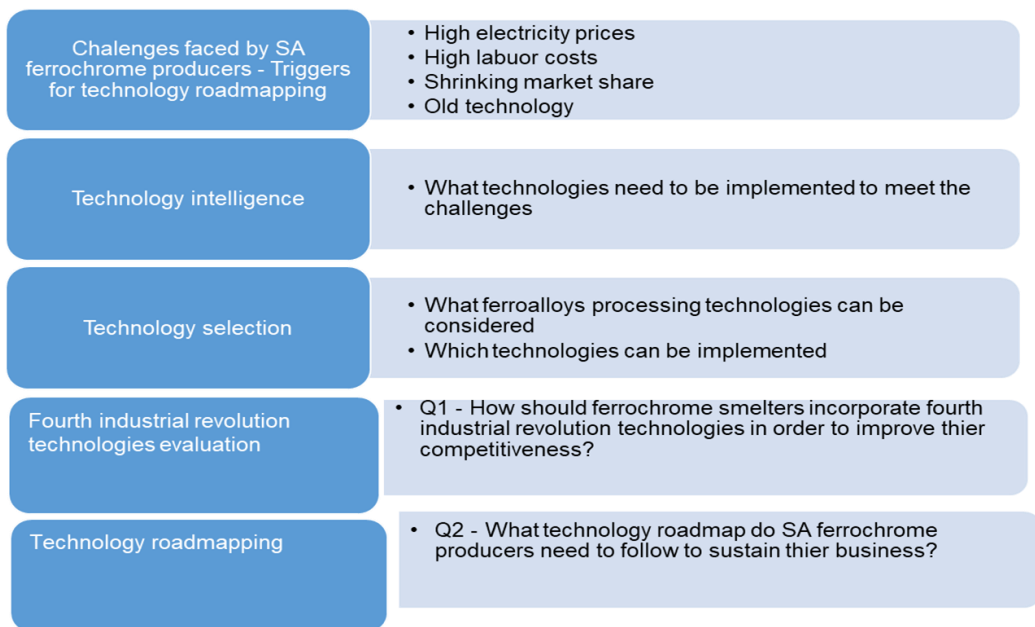 Chalenges faced by SA
ferrochrome producers - Triggers
for technology roadmapping
• High electricity prices
• High labuor costs
• Shrinking market share
• Old technology
Technology intelligence
• What technologies need to be implemented to meet the
challenges
Technology selection
• What ferroalloys processing technologies can be
considered
• Which technologies can be implemented
Fourth industrial revolution
technologies evaluation
• Q1 - How should ferrochrome smelters incorporate fourth
industrial revolution technologies in order to improve thier
competitiveness?
Technology roadmapping
• Q2 - What technology roadmap do SA ferrochrome
producers need to follow to sustain thier business?